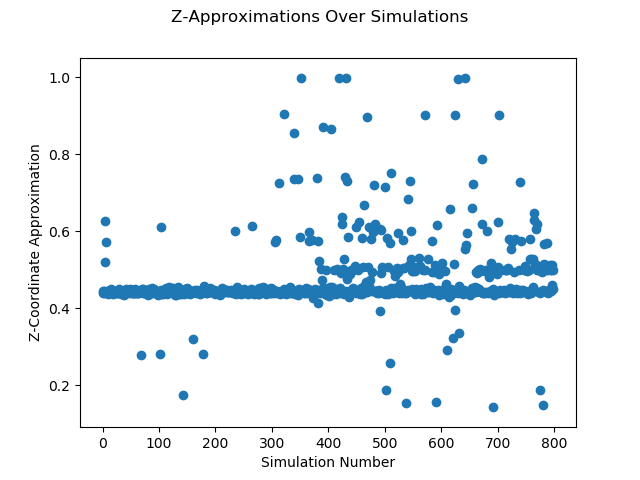 Z-Approximations Over Simulations
1.0
0.8
0.6
0.4
0.2
Z-Coordinate Approximation
0 100 200 300 400 500 600 700 800
Simulation Number